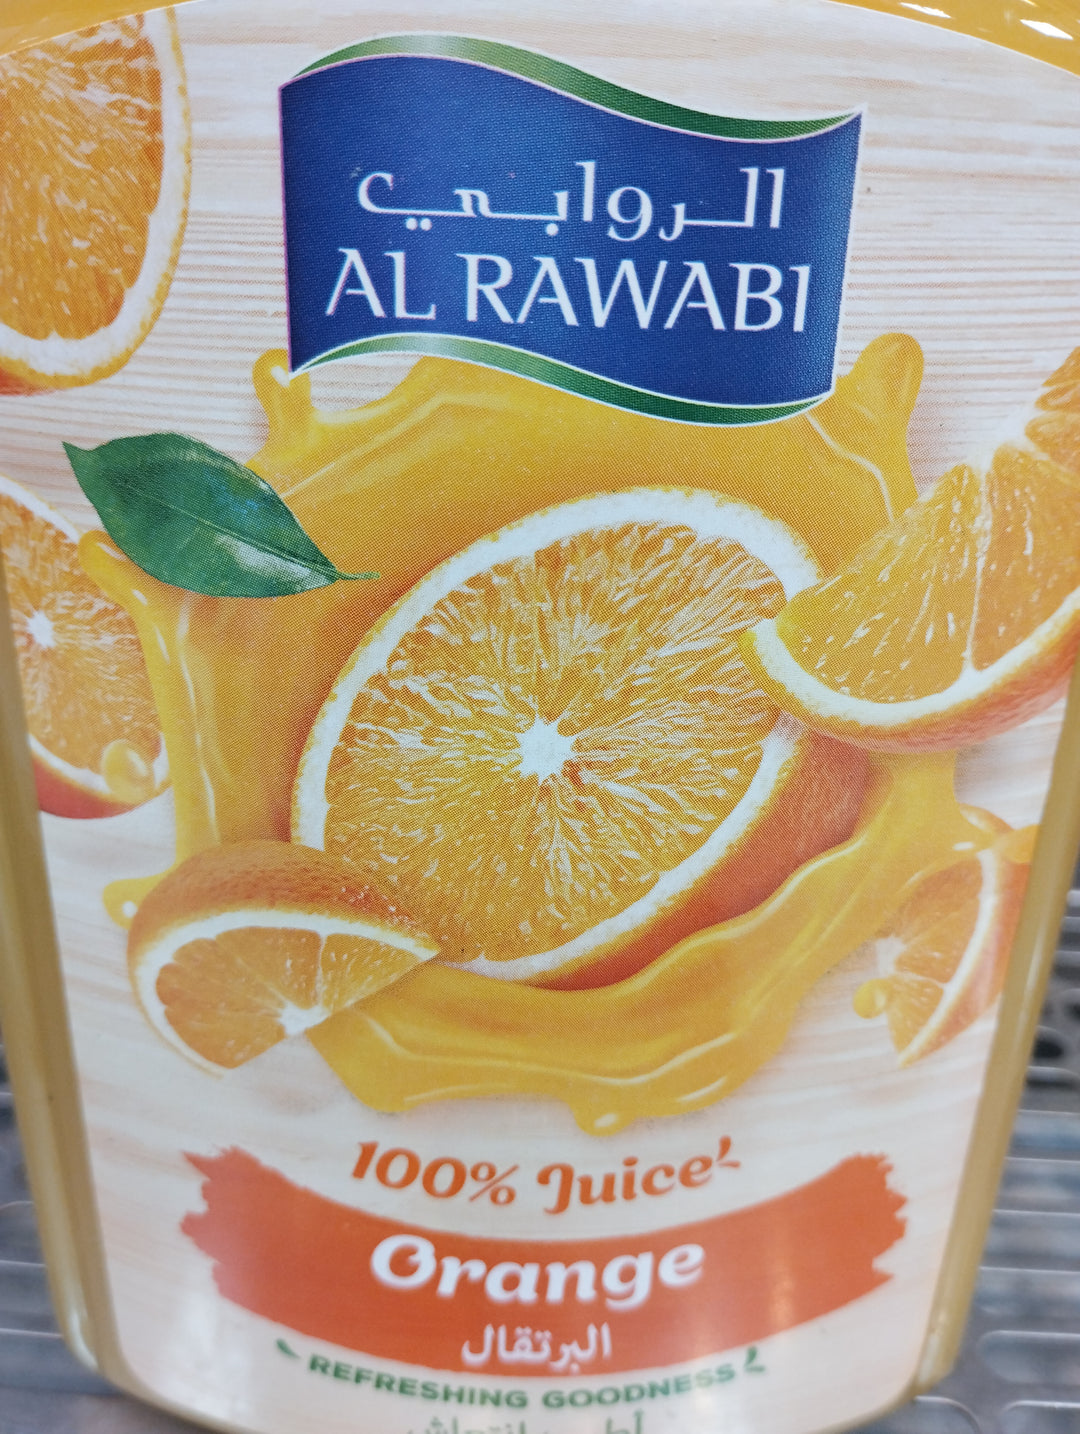 الروابي
AL RAWABI
100% Juice
Orange
البرتقال
REFRESHING GOODNESS